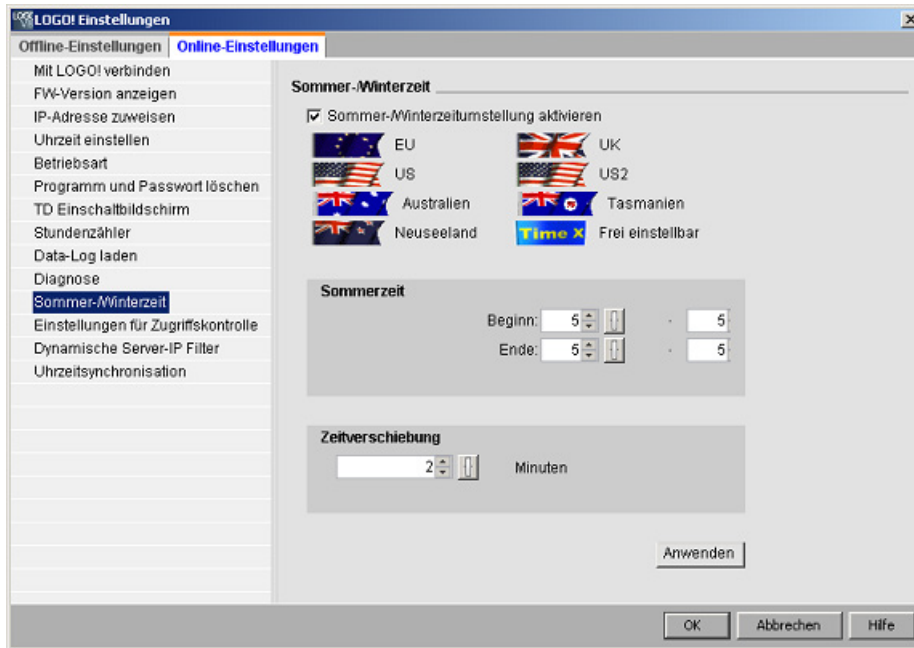 LOGO! Einstellungen
Offline-Einstellungen Online-Einstellungen
Mit LOGO! verbinden
FW-Version anzeigen
IP-Adresse zuweisen
Uhrzeit einstellen
Betriebsart
Programm und Passwort löschen
TD Einschaltbildschirm
Stundenzähler
Data-Log laden
Diagnose
Sommer-/Winterzeit
Einstellungen für Zugriffskontrolle
Dynamische Server-IP Filter
Uhrzeitsynchronisation
Sommer-/Winterzeit
Sommer-/Winterzeitumstellung aktivieren
EU UK
US US2
Australien Tasmanien
Neuseeland Time X Frei einstellbar
Sommerzeit
Beginn: 5 . 5
Ende: 5 . 5
Zeitverschiebung
2 Minuten
Anwenden
OK Abbrechen Hilfe